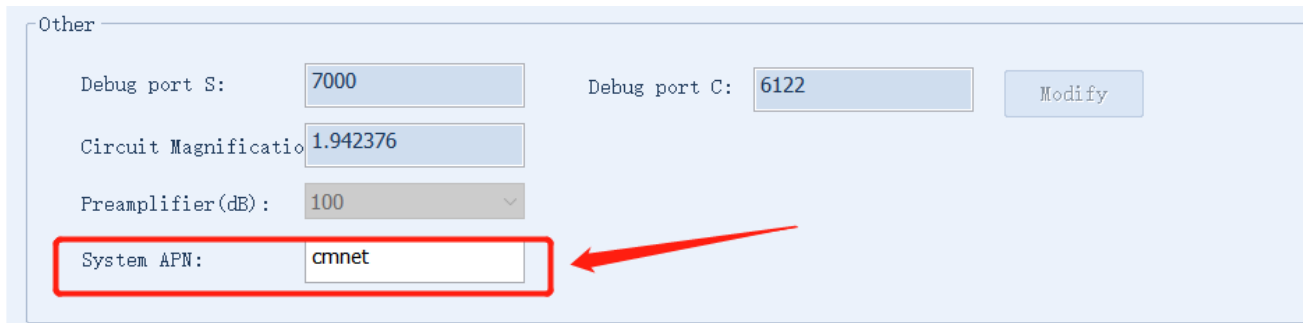 Other
Debug port S: 7000 Debug port C: 6122 Modify
Circuit Magnificatio 1.942376
Preamplifier(dB): 100
System APN: cmnet